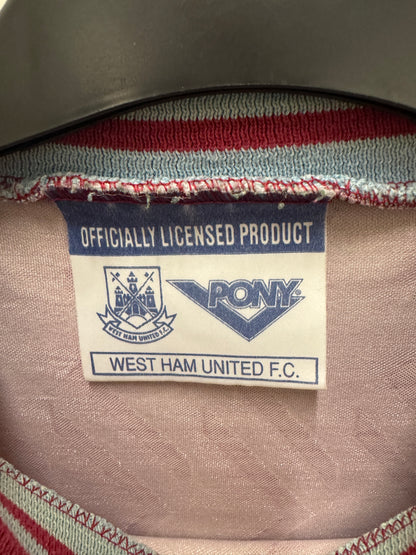 OFFICIALLY LICENSED PRODUCT
WEST HAM UNITED F.C.
PONY®
WEST HAM UNITED F.C.